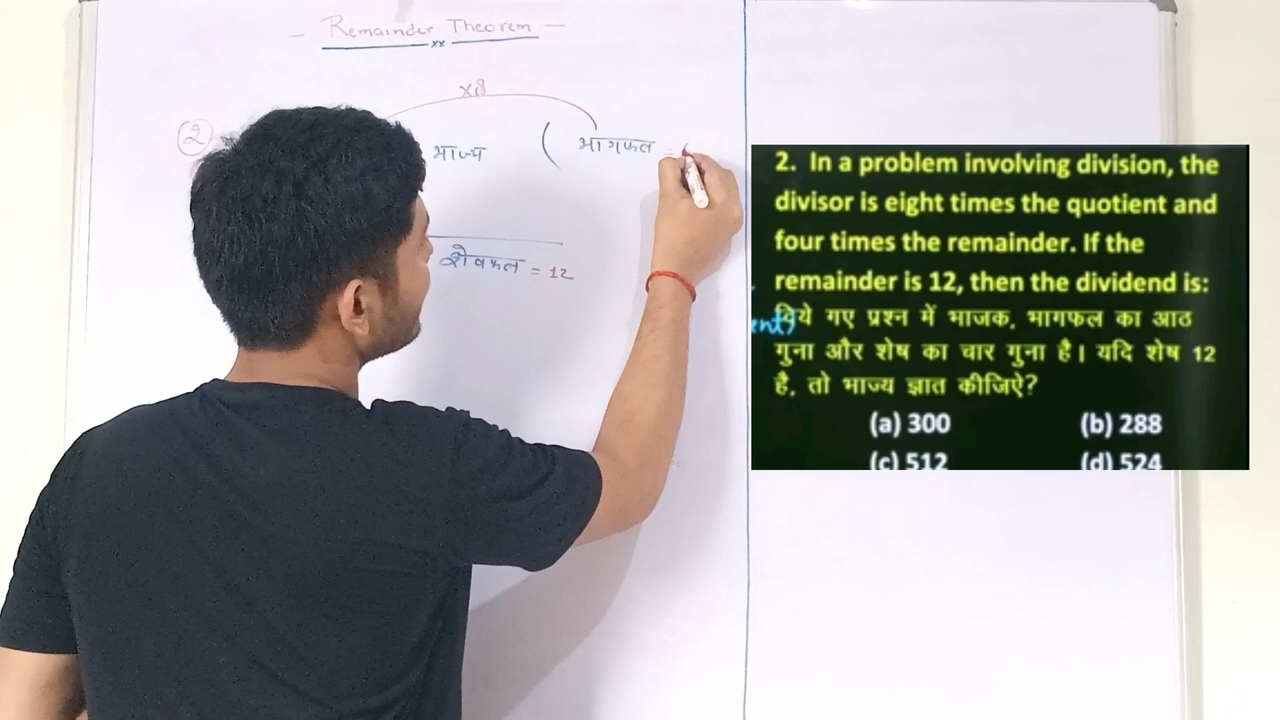 — Remainder Theorem —
xx
x8
2
भाज्य ( भागफल =
शेषफल = 12
2. In a problem involving division, the
divisor is eight times the quotient and
four times the remainder. If the
remainder is 12, then the dividend is:
दिये गए प्रश्न में भाजक, भागफल का आठ
गुना और शेष का चार गुना है। यदि शेष 12
है, तो भाज्य ज्ञात कीजिऐ?
(a) 300 (b) 288
(c) 512 (d) 524
ent)